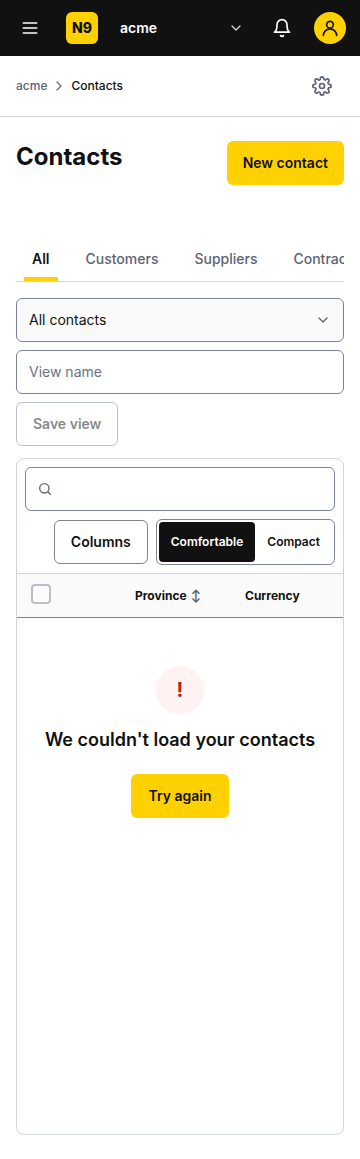 N9 acme
acme Contacts
Contacts
New contact
All Customers Suppliers
All contacts
View name
Save view
Columns Comfortable Compact
Province Currency
!
We couldn't load your contacts
Try again